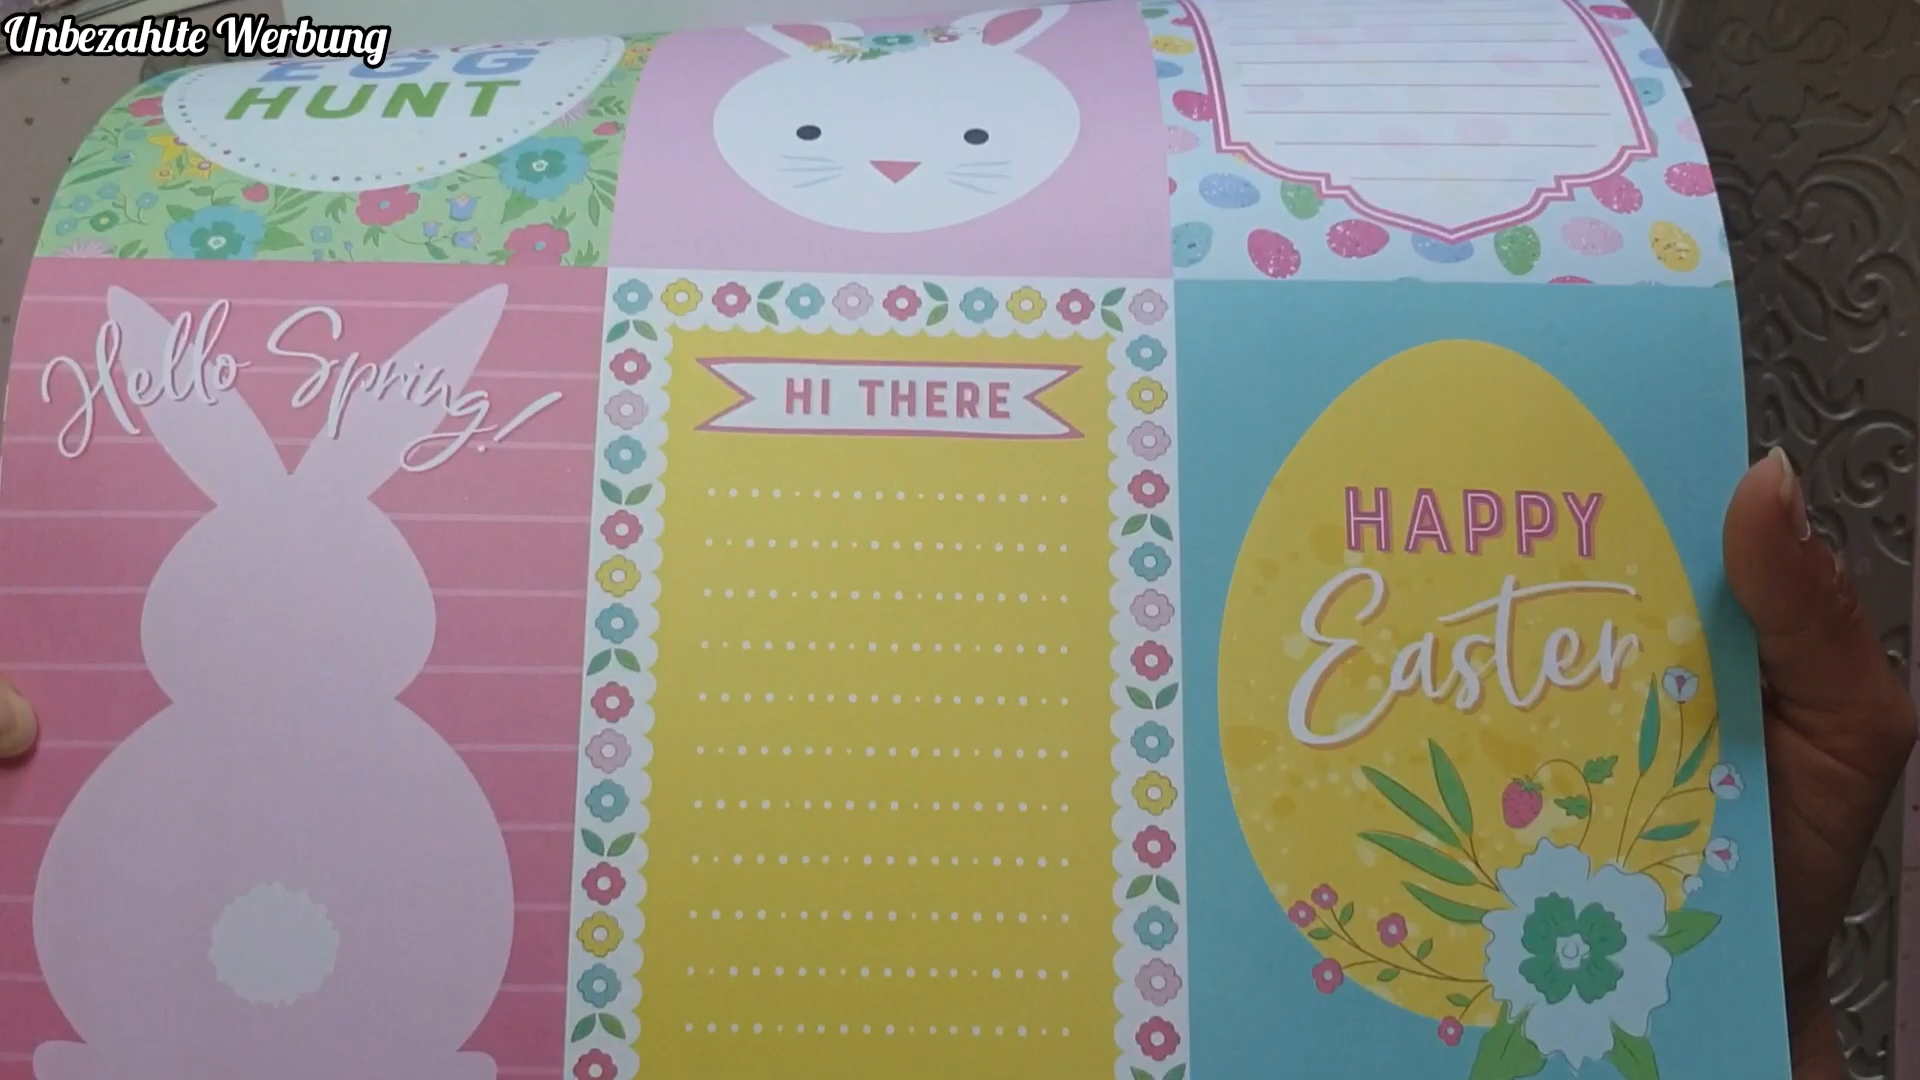 Unbezahlte Werbung
EGG
HUNT
Hello Spring!
HI THERE
HAPPY
Easter